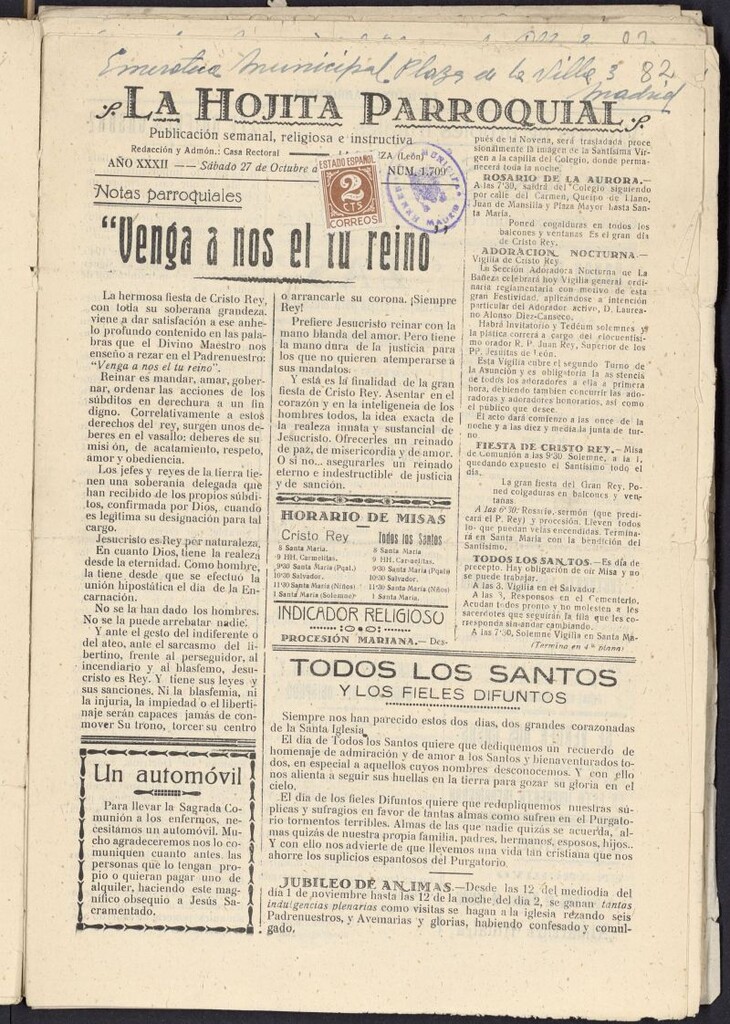 Emeroteca Municipal Plaza de la Villa, 3 82
Madrid
LA HOJITA PARROQUIAL
Publicación semanal, religiosa e instructiva
Redacción y Admón.: Casa Rectoral
ZA (León)
AÑO XXXII — Sábado 27 de Octubre
NÚM. 1.709
ESTADO ESPAÑOL
2
CTS
CORREOS
Notas parroquiales
"Venga a nos el tu reino"
La hermosa fiesta de Cristo Rey,
con toda su soberana grandeza,
viene a dar satisfacción a ese anhe-
lo profundo contenido en las pala-
bras que el Divino Maestro nos
enseño a rezar en el Padrenuestro:
"Venga a nos el tu reino".
Reinar es mandar, amar, gober-
nar, ordenar las acciones de los
súbditos en derechura a un fin
digno. Correlativamente a estos
derechos del rey, surgen unos de-
beres en el vasallo: deberes de su-
misión, de acatamiento, respeto,
amor y obediencia.
Los jefes y reyes de la tierra tie-
nen una soberanía delegada que
han recibido de los propios súbdi-
tos, confirmada por Dios, cuando
es legítima su designación para tal
cargo.
Jesucristo es Rey por naturaleza.
En cuanto Dios, tiene la realeza
desde la eternidad. Como hombre,
la tiene desde que se efectuó la
unión hipostática el día de la En-
carnación.
No se la han dado los hombres.
No se la puede arrebatar nadie.
Y ante el gesto del indiferente o
del ateo, ante el sarcasmo del li-
bertino, frente al perseguidor, al
incendiario y al blasfemo, Jesu-
cristo es Rey. Y tiene sus leyes y
sus sanciones. Ni la blasfemia, ni
la injuria, la impiedad o el liberti-
naje serán capaces jamás de con-
mover Su trono, torcer su centro
Un automóvil
Para llevar la Sagrada Co-
munión a los enfermos, ne-
cesitámos un automóvil. Mu-
cho agradeceremos nos lo co-
muniquen cuanto antes las
personas que lo tengan pro-
pio o quieran pagar uno de
alquiler, haciendo este mag-
nífico obsequio a Jesús Sa-
cramentado.
o arrancarle su corona. ¡Siempre
Rey!
Prefiere Jesucristo reinar con la
mano blanda del amor. Pero tiene
la mano dura de la justicia para
los que no quieren atemperarse a
sus mandatos.
Y está es la finalidad de la gran
fiesta de Cristo Rey. Asentar en el
corazón y en la inteligencia de los
hombres todos, la idea exacta de
la realeza innata y sustancial de
Jesucristo. Ofrecerles un reinado
de paz, de misericordia y de amor.
O si no... asegurarles un reinado
eterno e indestructible de justicia
y de sanción.
HORARIO DE MISAS
Cristo Rey
8 Santa María.
9 HH. Carmelitas.
9'30 Santa María (Pqal.)
10'30 Salvador.
11'30 Santa María (Niños)
1 Santa María (Solemne)
Todos los Santos
8 Santa María
9 HH. Carmelitas.
9'30 Santa María (Pqal)
10'30 Salvador.
11'30 Santa María (Niños)
1 Santa María.
INDICADOR RELIGIOSO
PROCESIÓN MARIANA.—Des-
pués de la Novena, será trasladada proce-
sionalmente la imagen de la Santísima Vir-
gen a la capilla del Colegio, donde perma-
necerá toda la noche.
ROSARIO DE LA AURORA.—
A las 7'30, saldrá del Colegio siguiendo
por calle del Carmen, Queipo de Llano,
Juan de Mansilla y Plaza Mayor hasta San-
ta María.
Poned colgaduras en todos los
balcones y ventanas Es el gran día
de Cristo Rey.
ADORACION NOCTURNA.—
Vigilia de Cristo Rey
La Sección Adoradora Nocturna de La
Bañeza celebrará hoy Vigilia general ordi-
naria reglamentaria con motivo de esta
gran Festividad, aplicándose a intención
particular del Adorador activo, D. Laurea-
no Alonso Díez-Canseco.
Habrá Invitatorio y Tedéum solemnes y
la plática correrá a cargo del elocuentísi-
mo orador R. P. Juan Rey, Superior de los
PP. Jesuítas de León.
Esta Vigilia cubre el segundo Turno de
la Asunción y es obligatoria la asistencia
de todos los adoradores a ella a primera
hora, debiendo también concurrir las ado-
radoras y adoradores honorarios, así como
el público que desee.
El acto dará comienzo a las once de la
noche y a las diez y media la junta de tur-
no
FIESTA DE CRISTO REY.—Misa
de Comunión a las 9'30 Solemne, a la 1,
quedando expuesto el Santísimo todo el
día.
La gran fiesta del Gran Rey. Po-
ned colgaduras en balcones y ven-
tanas.
A las 6'30: Rosario, sermón (que predi-
cará el P. Rey) y procesión. Lleven todos
los que puedan velas encendidas. Termina-
rá en Santa María con la bendición del
Santísimo.
TODOS LOS SANTOS.—Es día de
precepto. Hay obligación de oir Misa y no
se puede trabajar.
A las 3. Vigilia en el Salvador
A las 3, Responsos en el Cementerio.
Acudan todos pronto y no molesten a los
sacerdotes que seguirán la fila que les co-
rresponda sin andar cambiando.
A las 7'30, Solemne Vigilia en Santa Ma-
(Termina en 4ª plana)
TODOS LOS SANTOS
Y LOS FIELES DIFUNTOS
Siempre nos han parecido estos dos días, dos grandes corazonadas
de la Santa Iglesia.
El día de Todos los Santos quiere que dediquemos un recuerdo de
homenaje de admiración y de amor a los Santos y bienaventurados to-
dos, en especial a aquellos cuyos nombres desconocemos. Y con ello
nos alienta a seguir sus huellas en la tierra para gozar su gloria en el
cielo.
El día de los fieles Difuntos quiere que redupliquemos nuestras sú-
plicas y sufragios en favor de tantas almas como sufren en el Purgato-
rio tormentos terribles. Almas de las que nadie quizás se acuerda, al-
mas quizás de nuestra propia familia, padres, hermanos, esposos, hijos..
Y con ello nos advierte de que llevemos una vida tan cristiana que nos
ahorre los suplicios espantosos del Purgatorio.
JUBILEO DE ANIMAS.—Desde las 12 del mediodía del
día 1 de noviembre hasta las 12 de la noche del día 2, se ganan tantas
indulgencias plenarias como visitas se hagan a la iglesia rezando seis
Padrenuestros, y Avemarias y glorias, habiendo confesado y comul-
gado.